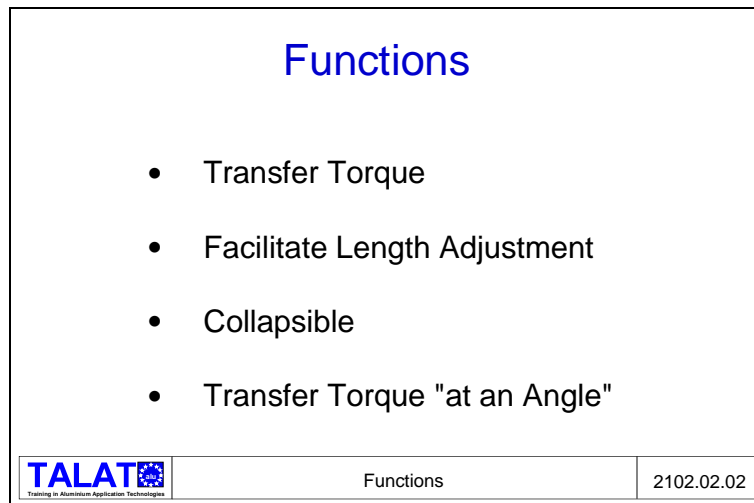 Functions
• Transfer Torque
• Facilitate Length Adjustment
• Collapsible
• Transfer Torque "at an Angle"
TALAT alu
Training in Aluminium Application Technologies
Functions
2102.02.02